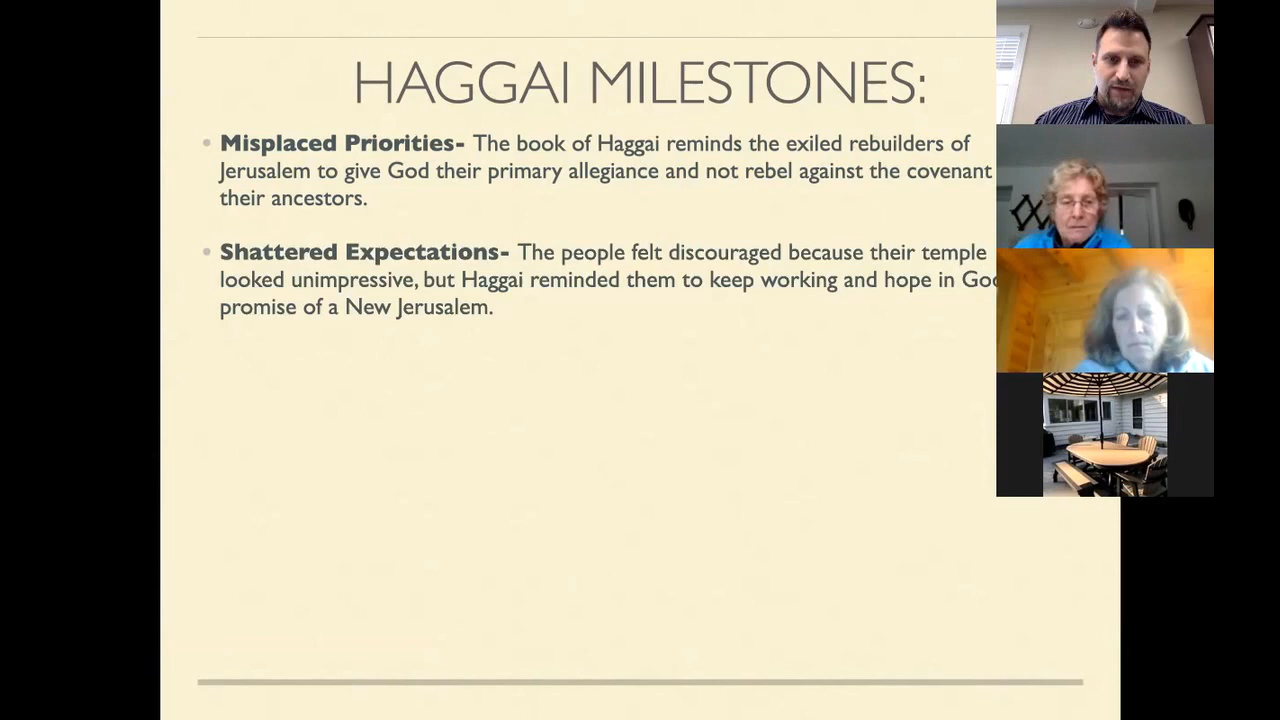 HAGGAI MILESTONES:
• Misplaced Priorities- The book of Haggai reminds the exiled rebuilders of
Jerusalem to give God their primary allegiance and not rebel against the covenant
their ancestors.
• Shattered Expectations- The people felt discouraged because their temple
looked unimpressive, but Haggai reminded them to keep working and hope in
promise of a New Jerusalem.